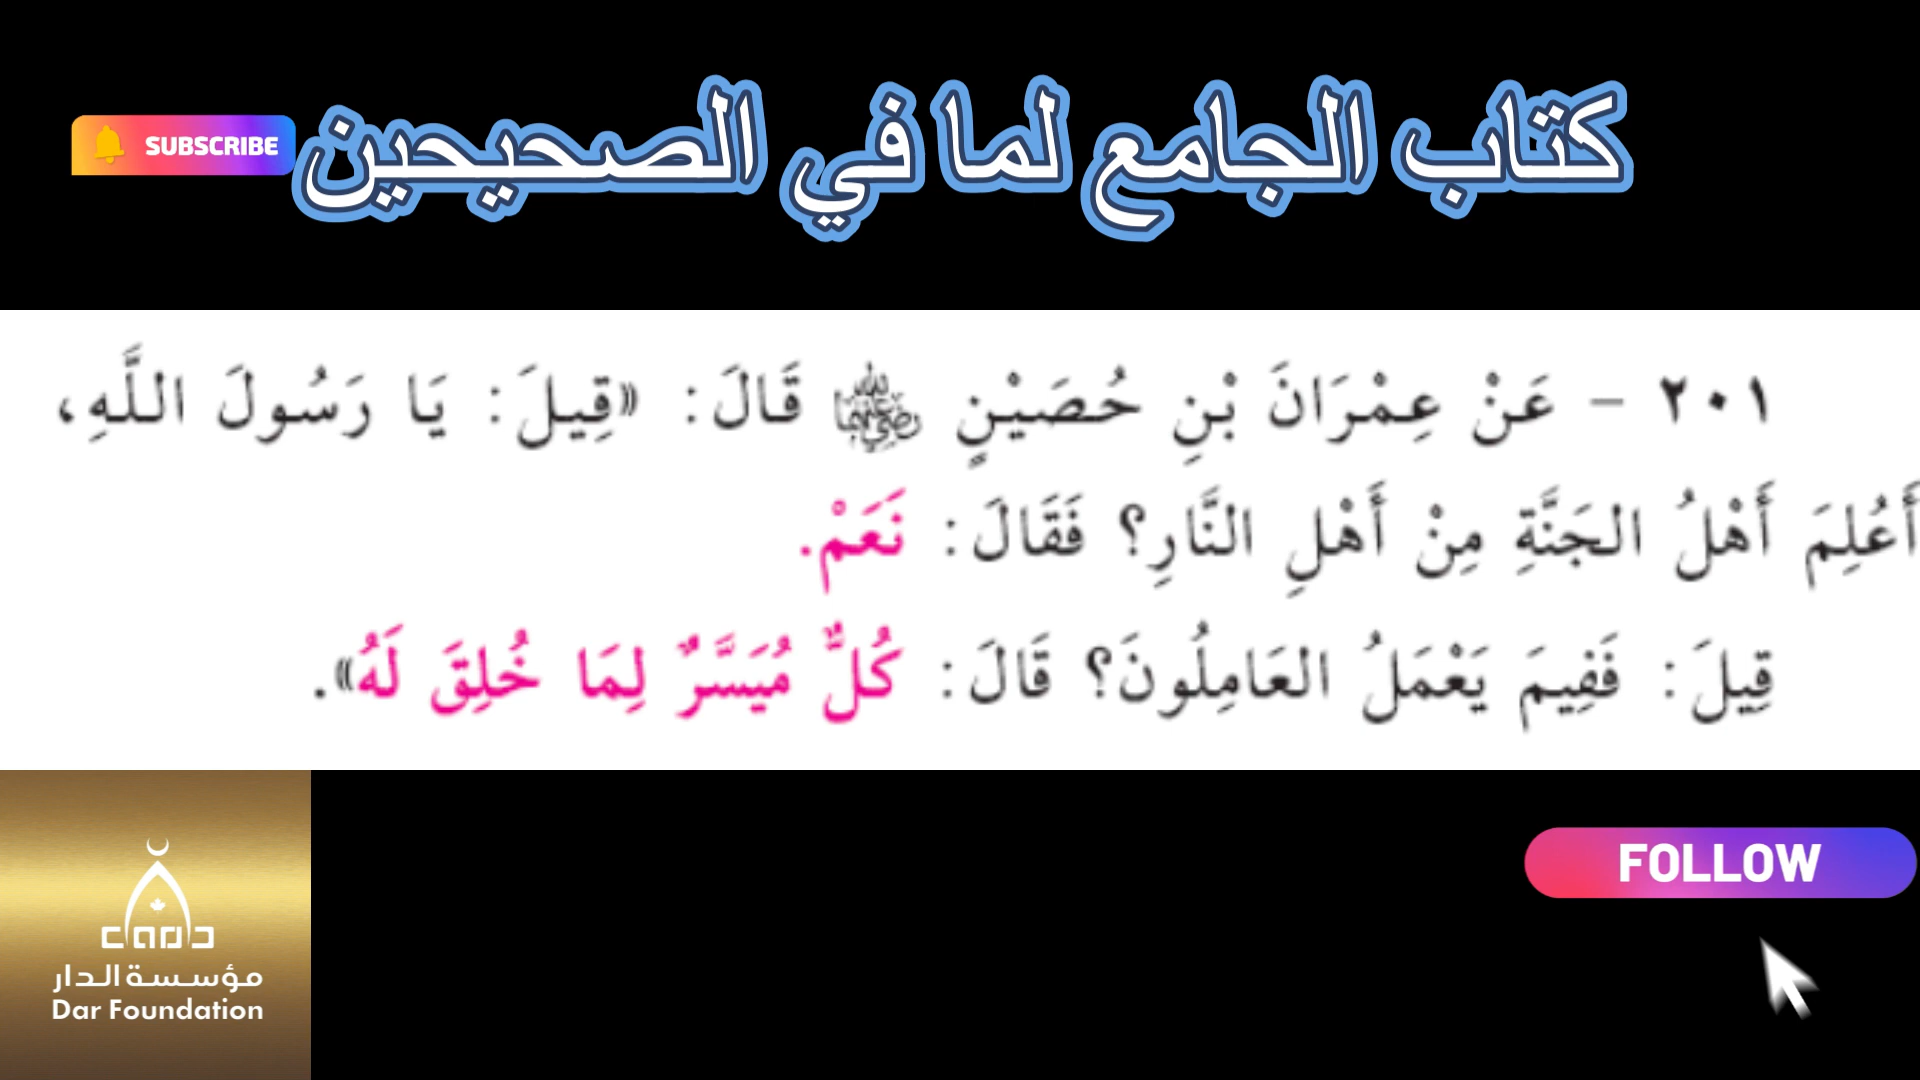 كتاب الجامع لما في الصحيحين
SUBSCRIBE
٢٠١ - عَنْ عِمْرَانَ بْنِ حُصَيْنٍ رضي الله عنهما قَالَ: «قِيلَ: يَا رَسُولَ اللَّهِ،
أَعُلِمَ أَهْلُ الجَنَّةِ مِنْ أَهْلِ النَّارِ؟ فَقَالَ: نَعَمْ.
قِيلَ: فَفِيمَ يَعْمَلُ العَامِلُونَ؟ قَالَ: كُلٌّ مُيَسَّرٌ لِمَا خُلِقَ لَهُ».
FOLLOW
مؤسسة الدار
Dar Foundation